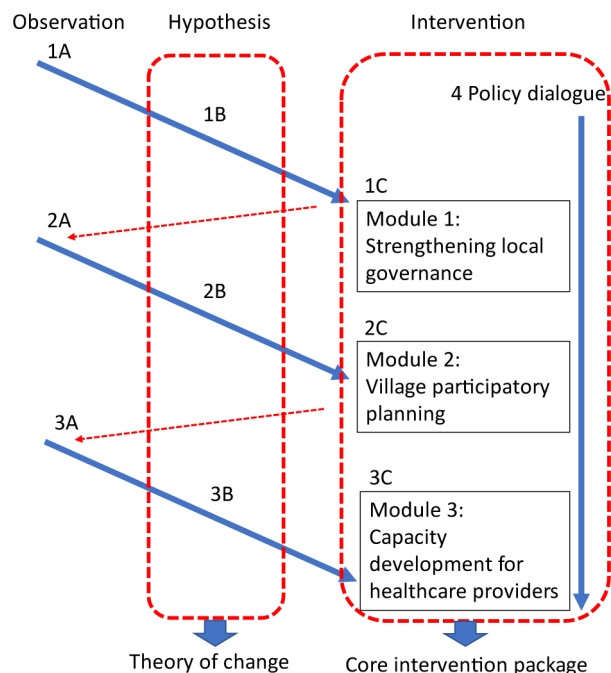 Observation
Hypothesis
Intervention
1A
4 Policy dialogue
1B
1C
Module 1:
Strengthening local
governance
2A
2B
2C
Module 2:
Village participatory
planning
3A
3B
3C
Module 3:
Capacity
development for
healthcare providers
Theory of change
Core intervention package